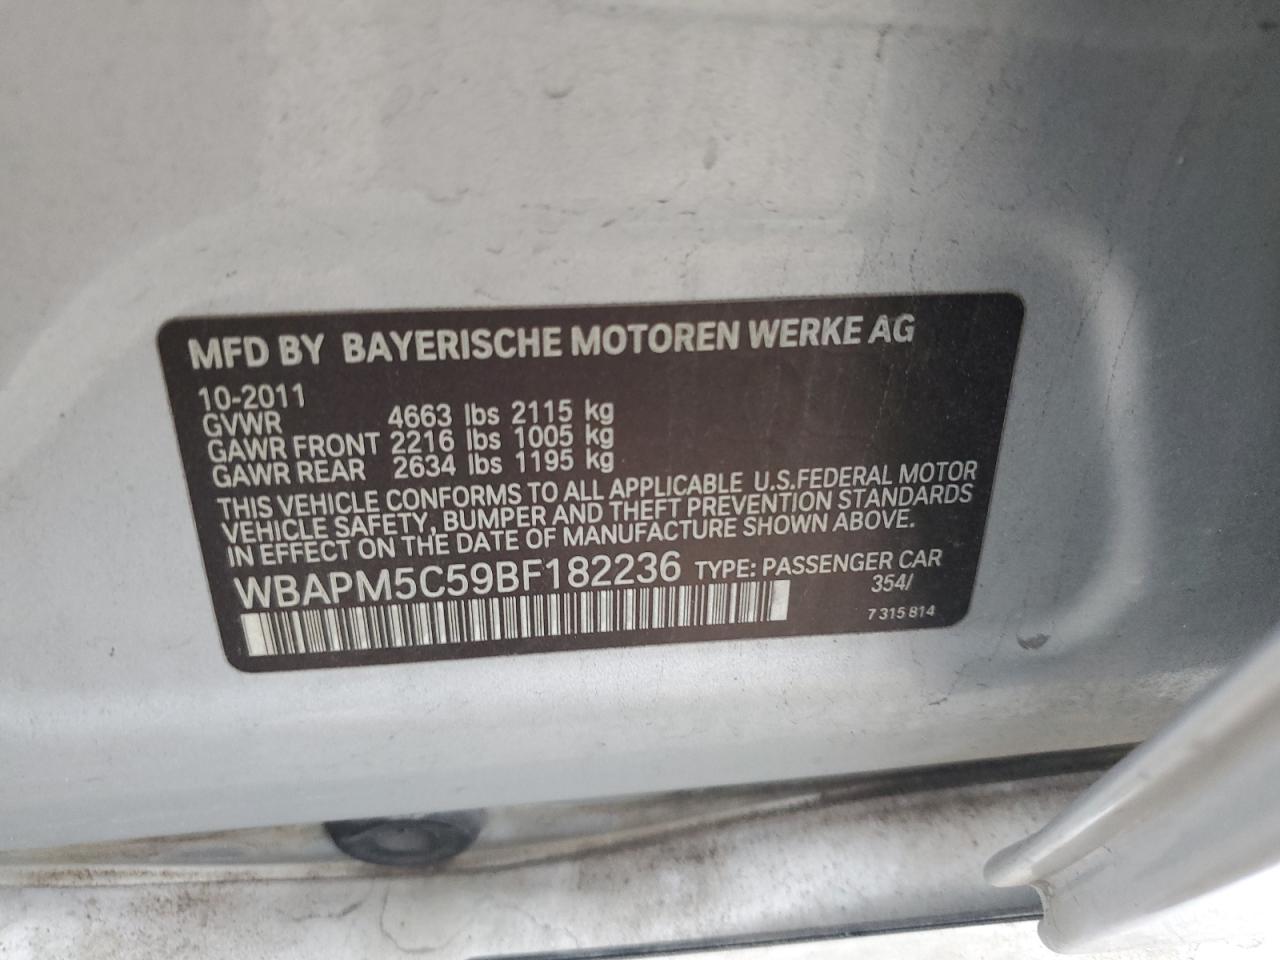 MFD BY BAYERISCHE MOTOREN WERKE AG
10-2011
GVWR 4663 lbs 2115 kg
GAWR FRONT 2216 lbs 1005 kg
GAWR REAR 2634 lbs 1195 kg
THIS VEHICLE CONFORMS TO ALL APPLICABLE U.S.FEDERAL MOTOR
VEHICLE SAFETY, BUMPER AND THEFT PREVENTION STANDARDS
IN EFFECT ON THE DATE OF MANUFACTURE SHOWN ABOVE.
WBAPM5C59BF182236 TYPE: PASSENGER CAR
354/
7 315 814